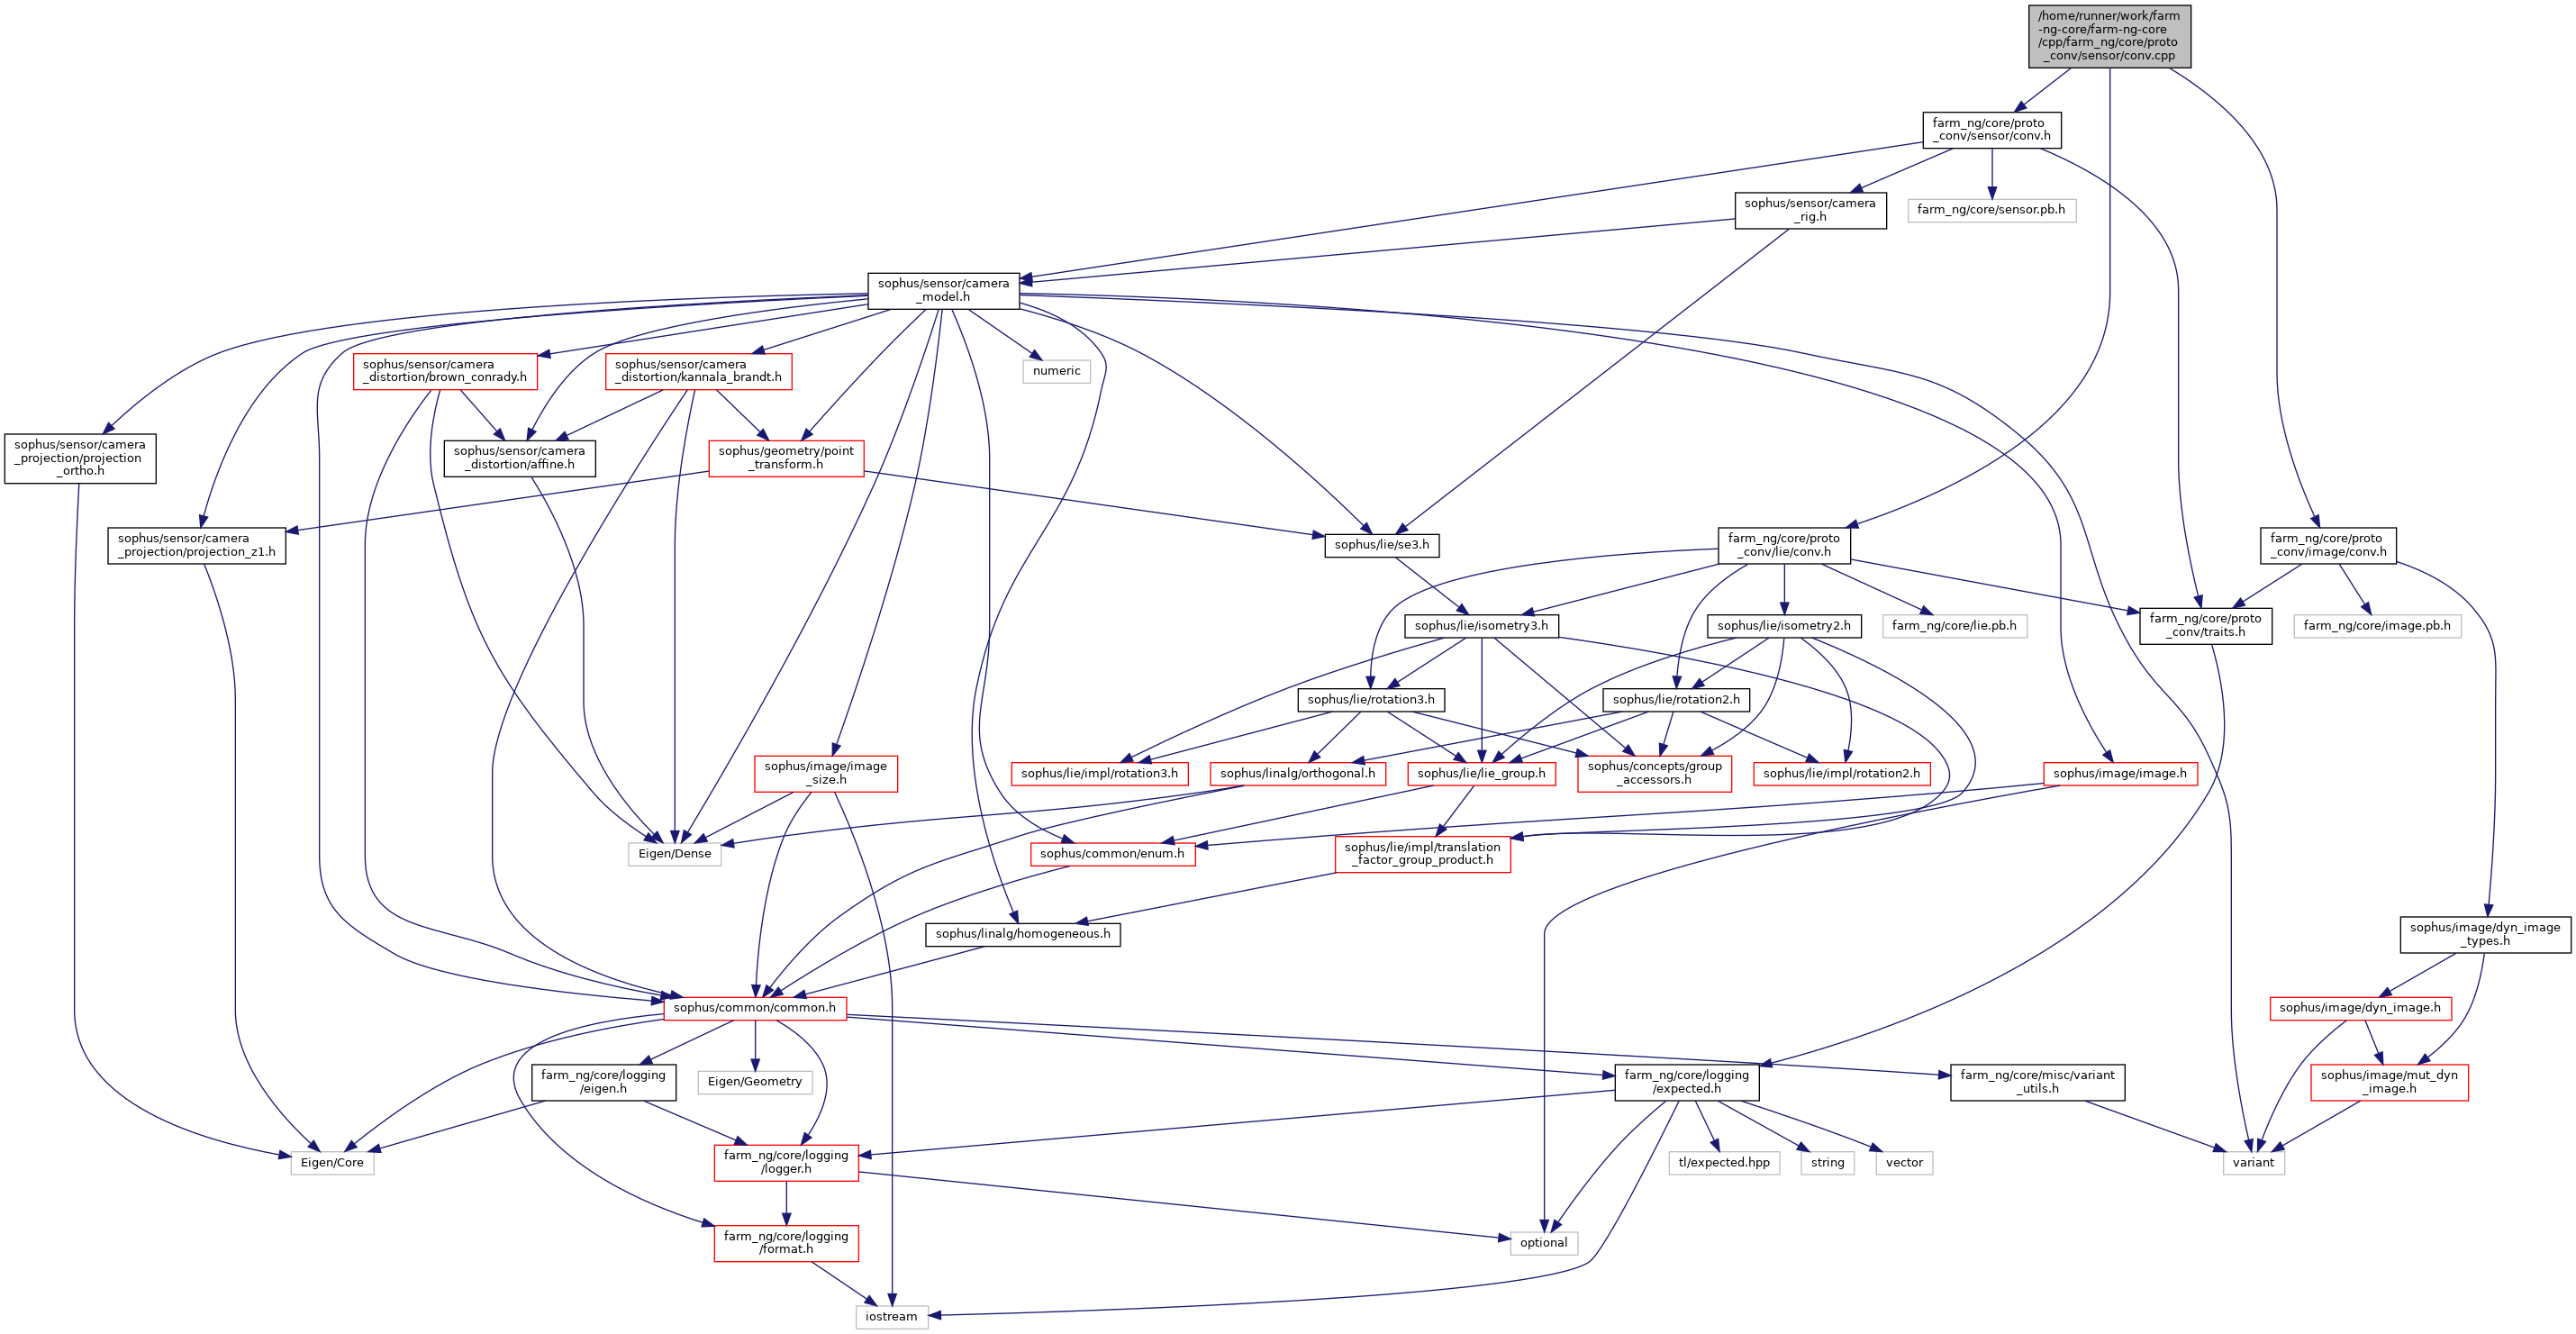 /home/runner/work/farm
-ng-core/farm-ng-core
/cpp/farm_ng/core/proto
_conv/sensor/conv.cpp
farm_ng/core/proto
_conv/sensor/conv.h
sophus/sensor/camera
_rig.h
farm_ng/core/sensor.pb.h
sophus/sensor/camera
_model.h
sophus/sensor/camera
_distortion/brown_conrady.h
sophus/sensor/camera
_distortion/kannala_brandt.h
numeric
sophus/sensor/camera
_projection/projection
_ortho.h
sophus/sensor/camera
_distortion/affine.h
sophus/geometry/point
_transform.h
sophus/sensor/camera
_projection/projection_z1.h
sophus/lie/se3.h
farm_ng/core/proto
_conv/lie/conv.h
farm_ng/core/proto
_conv/image/conv.h
sophus/lie/isometry3.h
sophus/lie/isometry2.h
farm_ng/core/lie.pb.h
farm_ng/core/proto
_conv/traits.h
farm_ng/core/image.pb.h
sophus/lie/rotation3.h
sophus/lie/rotation2.h
sophus/image/image
_size.h
sophus/lie/impl/rotation3.h
sophus/linalg/orthogonal.h
sophus/lie/lie_group.h
sophus/concepts/group
_accessors.h
sophus/lie/impl/rotation2.h
sophus/image/image.h
Eigen/Dense
sophus/common/enum.h
sophus/lie/impl/translation
_factor_group_product.h
sophus/linalg/homogeneous.h
sophus/image/dyn_image
_types.h
sophus/common/common.h
sophus/image/dyn_image.h
farm_ng/core/logging
/eigen.h
Eigen/Geometry
farm_ng/core/logging
/expected.h
farm_ng/core/misc/variant
_utils.h
sophus/image/mut_dyn
_image.h
Eigen/Core
farm_ng/core/logging
/logger.h
tl/expected.hpp
string
vector
variant
farm_ng/core/logging
/format.h
optional
iostream